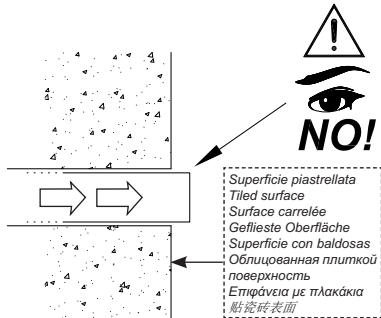 NO!
Superficie piastrellata
Tiled surface
Surface carrelée
Geflieste Oberfläche
Superficie con baldosas
Облицованная плиткой
поверхность
Επιφάνεια με πλακάκια
贴瓷砖表面